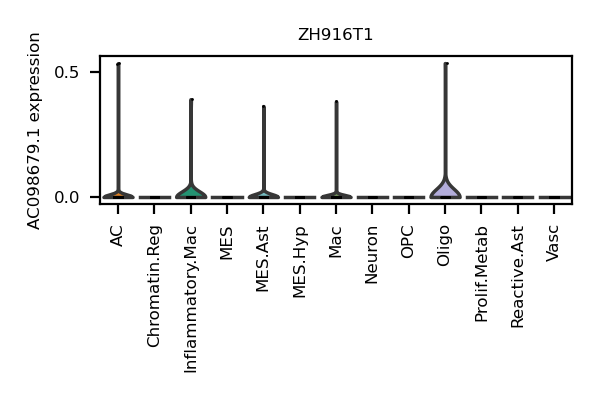 ZH916T1
AC098679.1 expression
0.5
0.0
AC
Chromatin.Reg
Inflammatory.Mac
MES
MES.Ast
MES.Hyp
Mac
Neuron
OPC
Oligo
Prolif.Metab
Reactive.Ast
Vasc